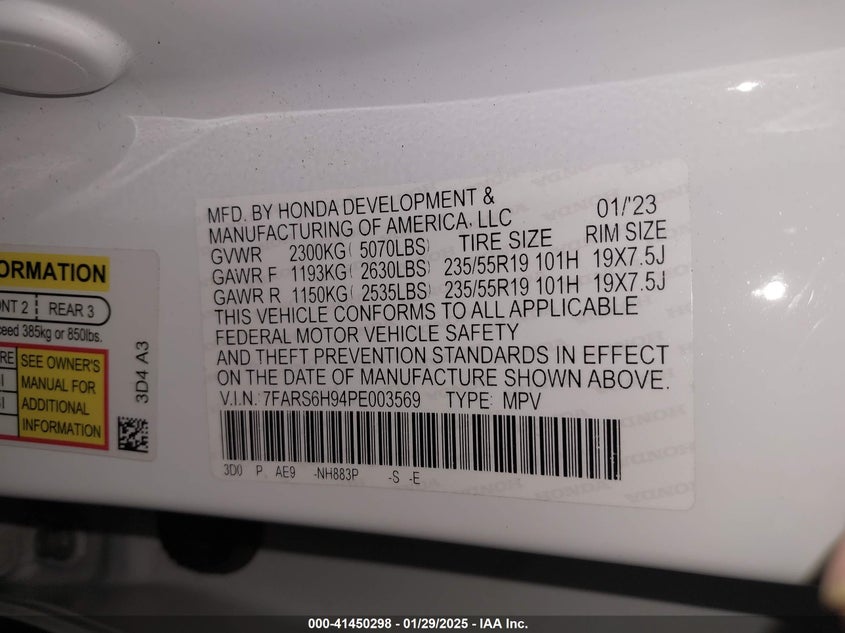 ORMATION
NT 2 | REAR 3
ceed 385kg or 850lbs.
RE
SEE OWNER'S
MANUAL FOR
ADDITIONAL
INFORMATION
3D4 A3
MFD. BY HONDA DEVELOPMENT &
MANUFACTURING OF AMERICA, LLC 01/'23
GVWR 2300KG( 5070LBS) TIRE SIZE RIM SIZE
GAWR F 1193KG( 2630LBS) 235/55R19 101H 19X7.5J
GAWR R 1150KG( 2535LBS) 235/55R19 101H 19X7.5J
THIS VEHICLE CONFORMS TO ALL APPLICABLE
FEDERAL MOTOR VEHICLE SAFETY
AND THEFT PREVENTION STANDARDS IN EFFECT
ON THE DATE OF MANUFACTURE SHOWN ABOVE.
V.I.N.: 7FARS6H94PE003569 TYPE: MPV
3D0 P. AE9 -NH883P -S -E
000-41450298 - 01/29/2025 - IAA Inc.